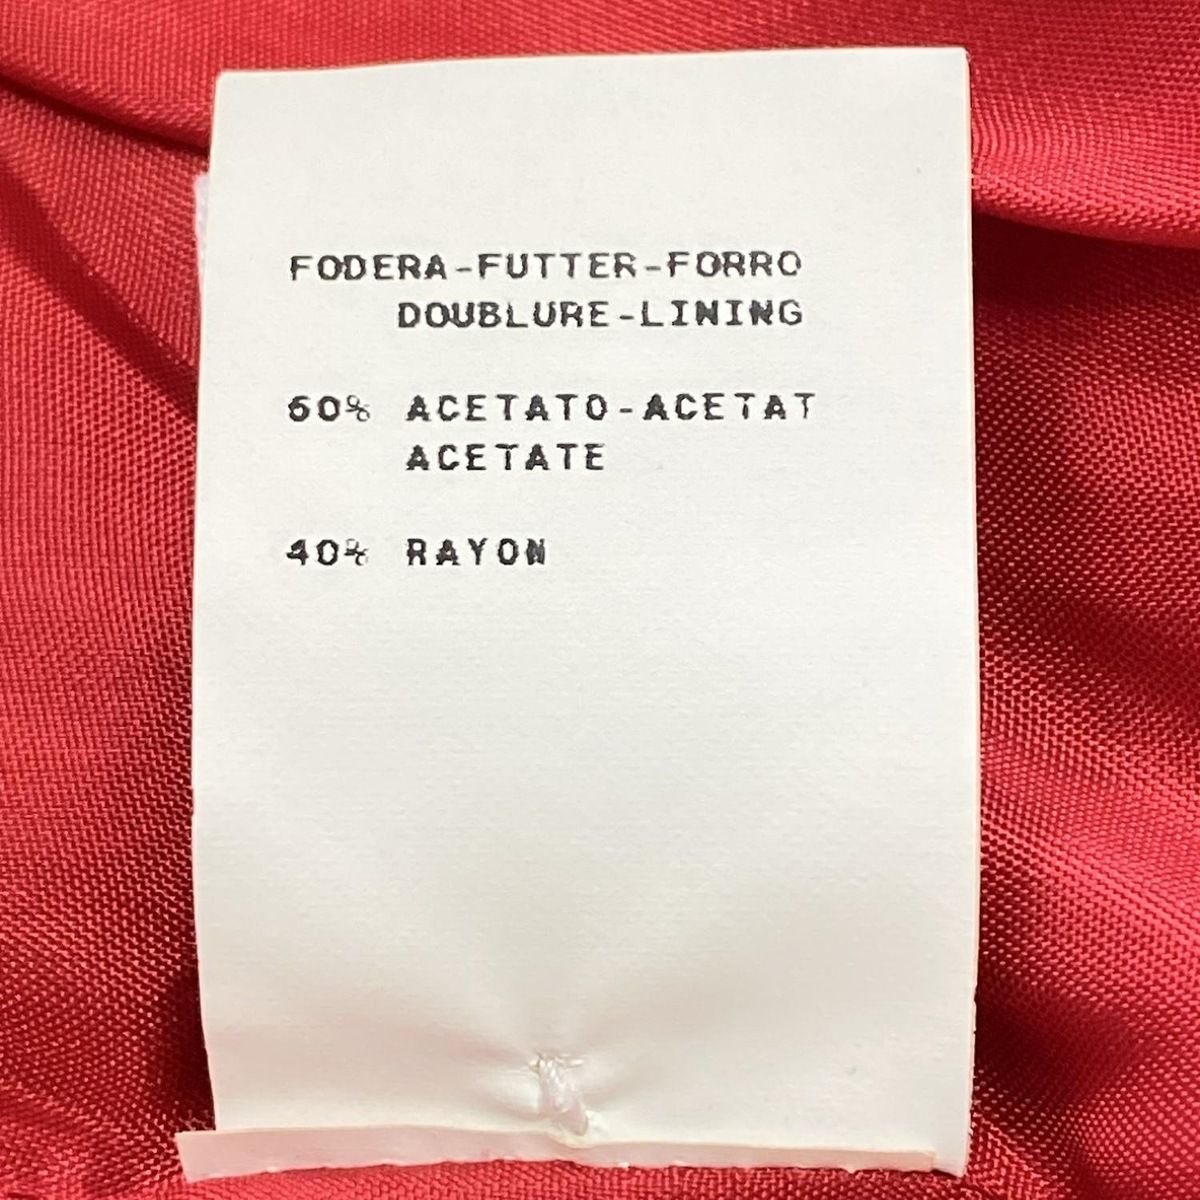 FODERA-FUTTER-FORRO
DOUBLURE-LINING
60% ACETATO-ACETAT
ACETATE
40% RAYON